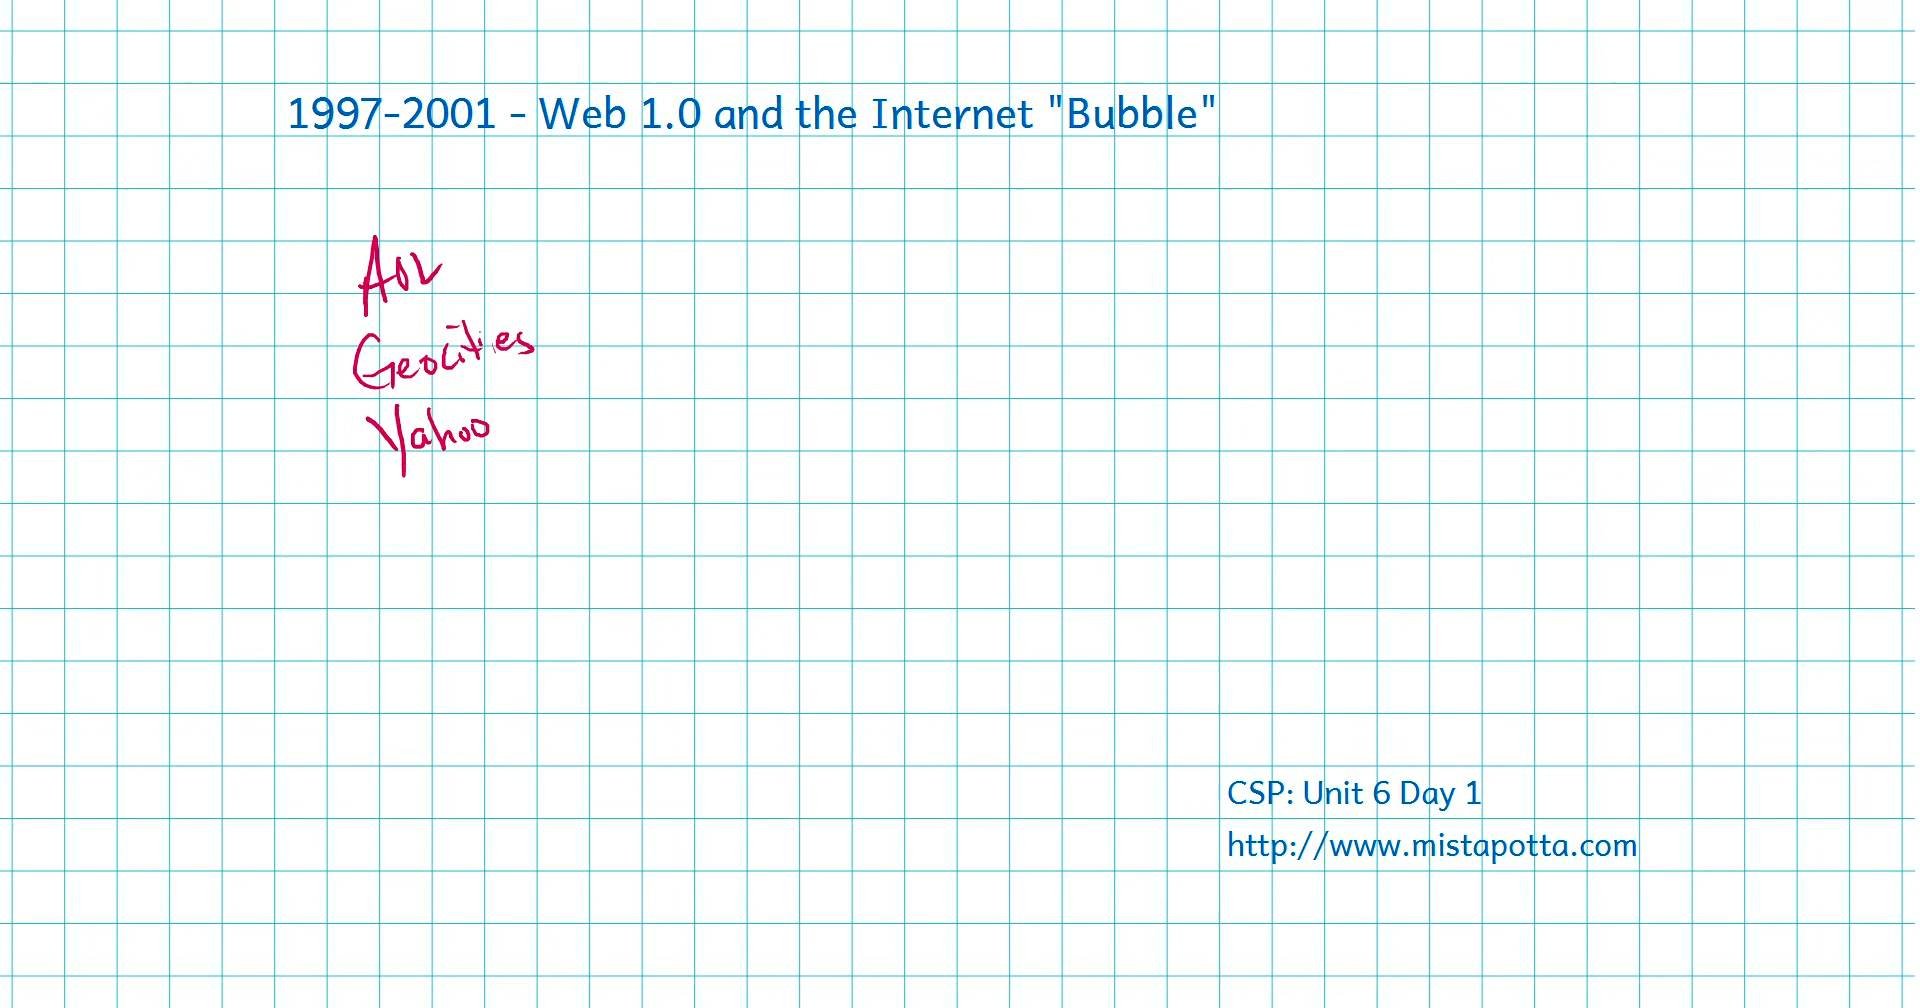 1997-2001 - Web 1.0 and the Internet "Bubble"
AOL
Geocities
Yahoo
CSP: Unit 6 Day 1
http://www.mistapotta.com